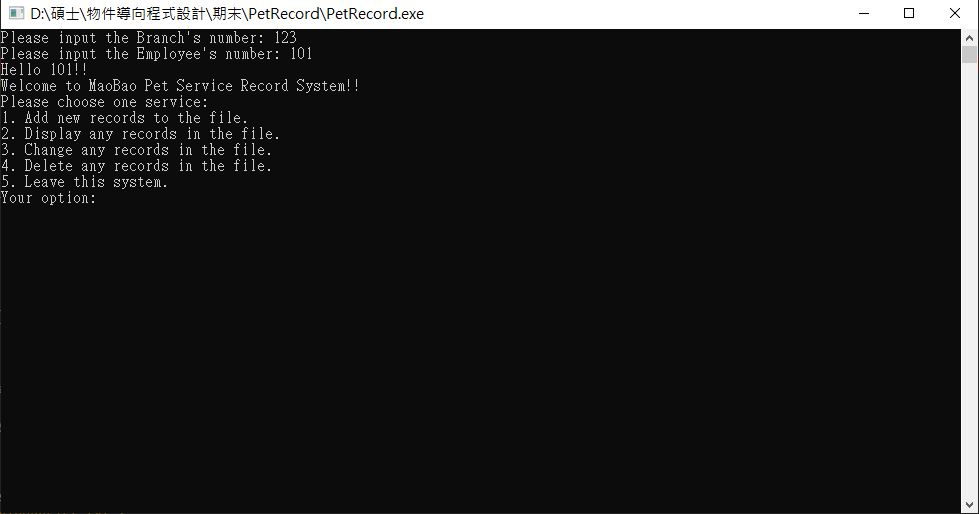 D:\碩士\物件導向程式設計\期末\PetRecord\PetRecord.exe
Please input the Branch's number: 123
Please input the Employee's number: 101
Hello 101!!
Welcome to MaoBao Pet Service Record System!!
Please choose one service:
1. Add new records to the file.
2. Display any records in the file.
3. Change any records in the file.
4. Delete any records in the file.
5. Leave this system.
Your option: